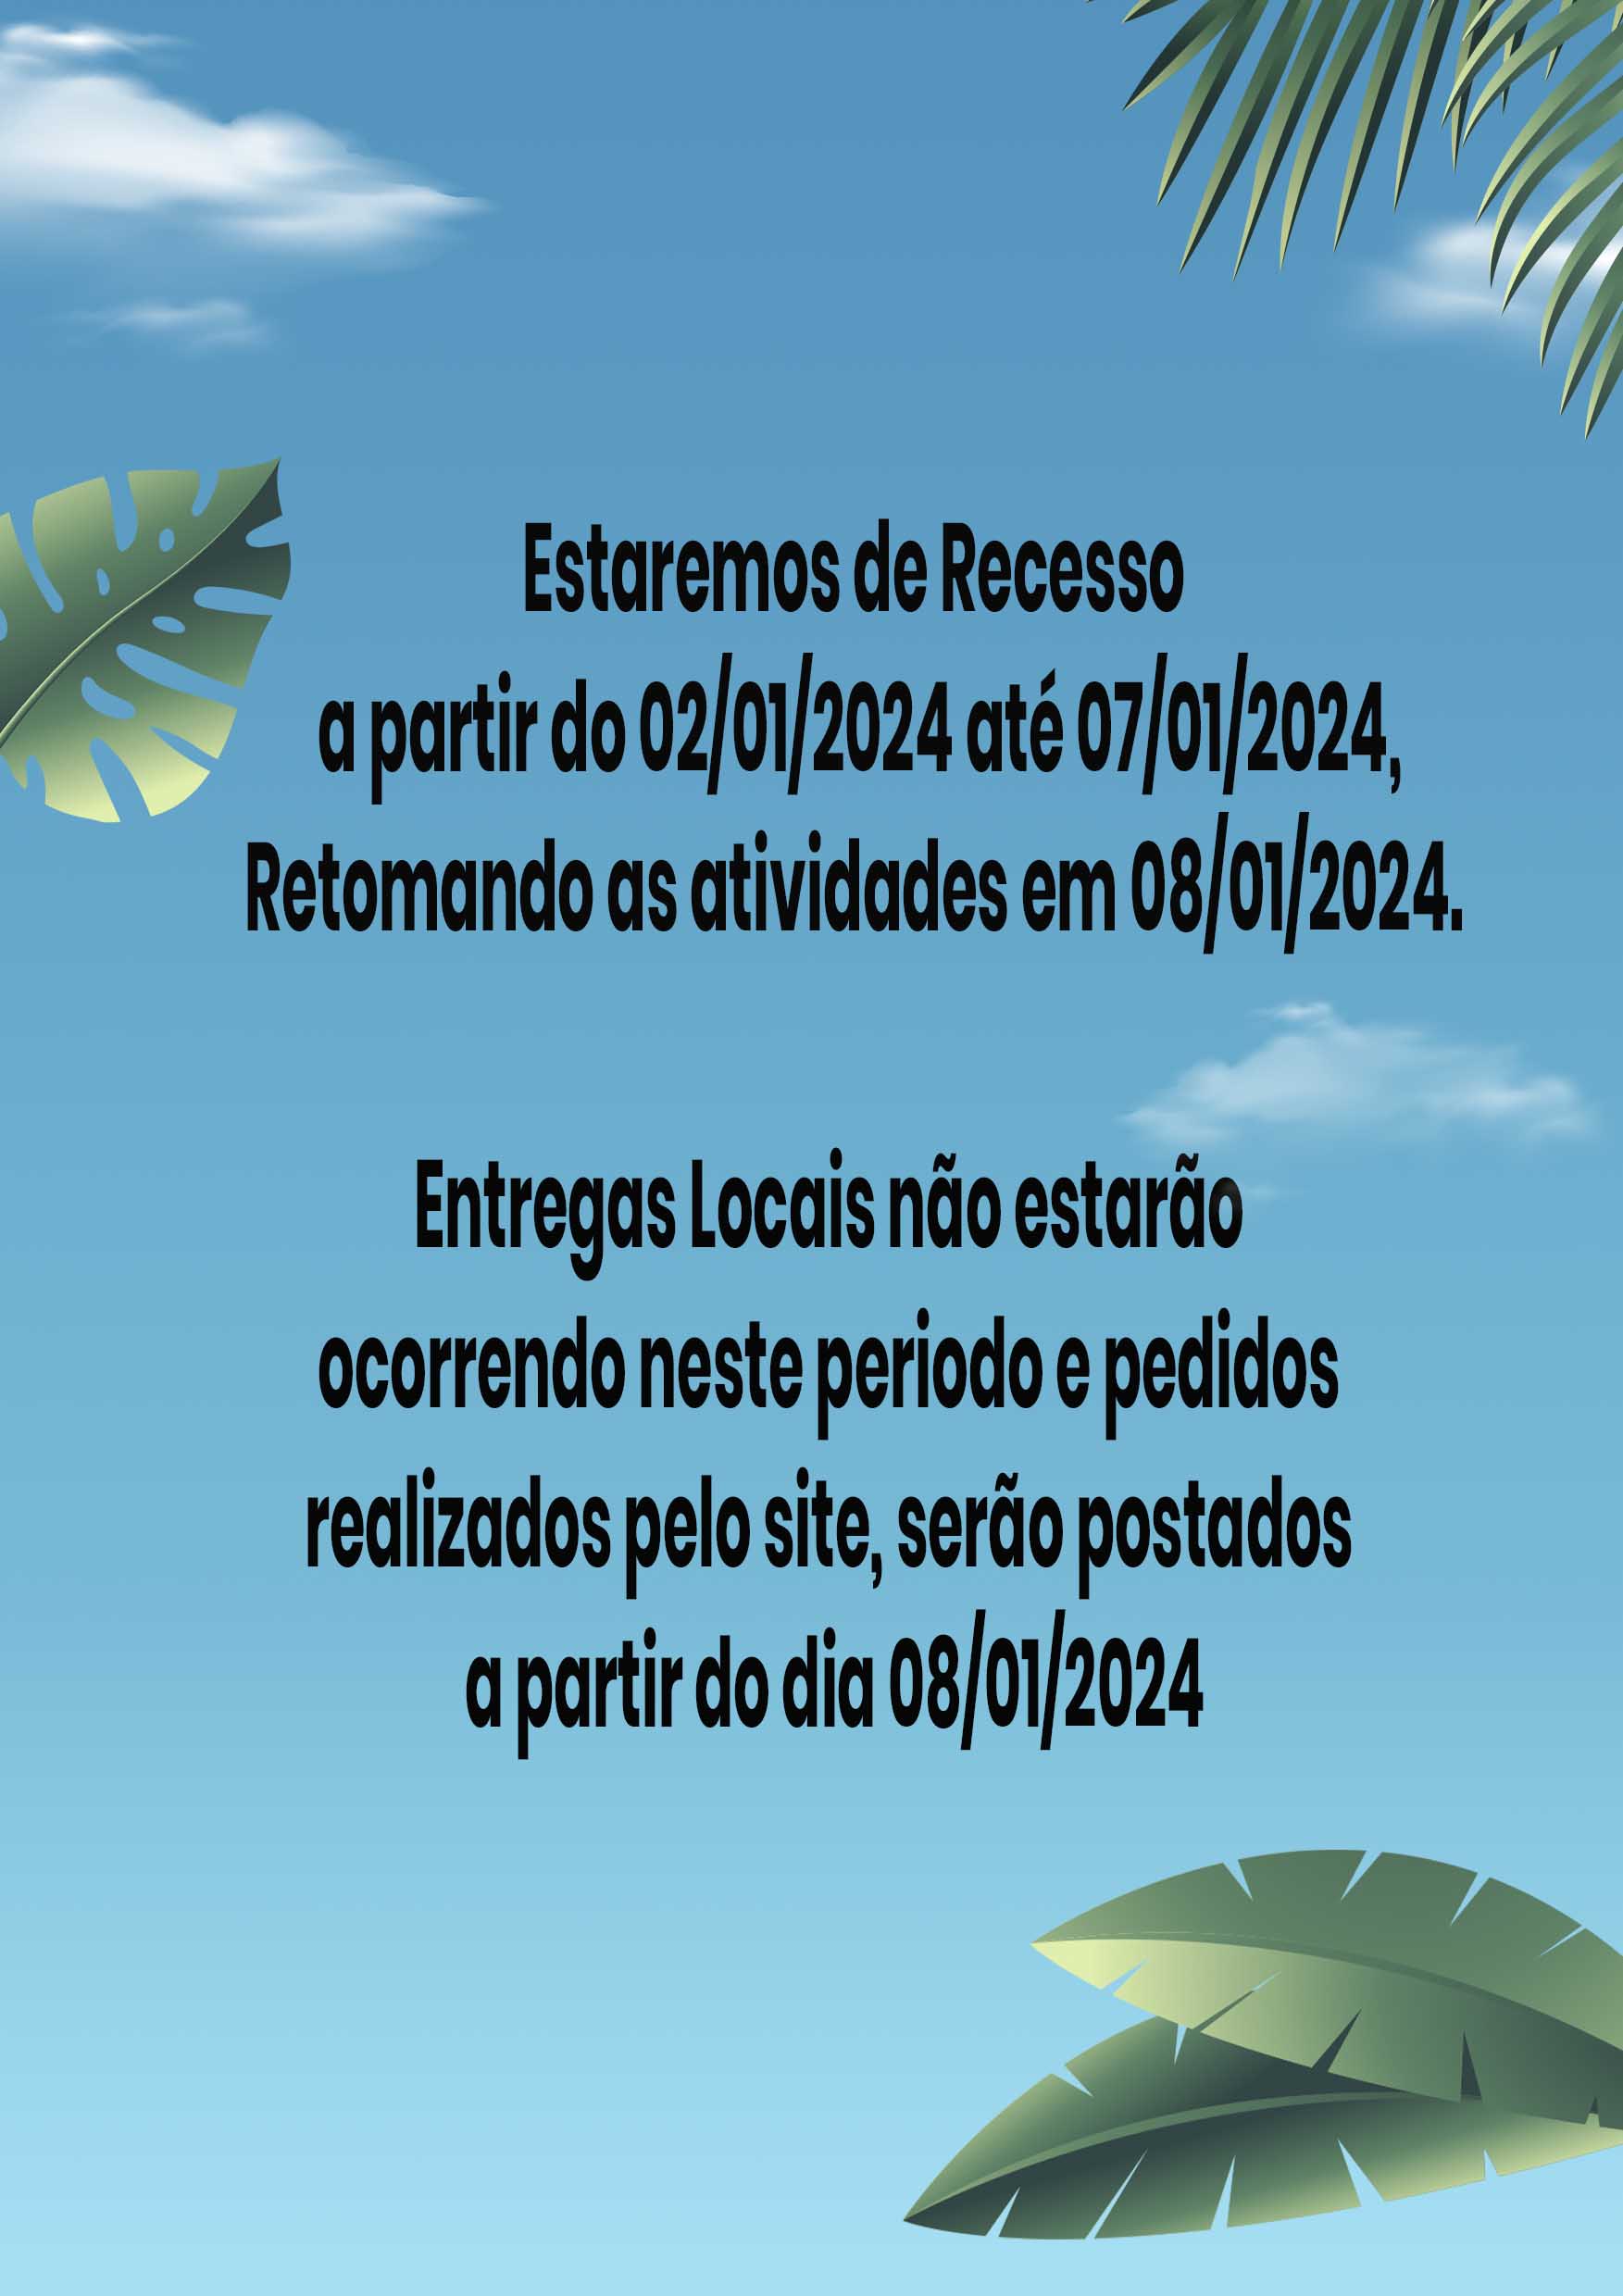 Estaremos de Recesso
a partir do 02/01/2024 até 07/01/2024,
Retomando as atividades em 08/01/2024.
Entregas Locais não estarão
ocorrendo neste periodo e pedidos
realizados pelo site, serão postados
a partir do dia 08/01/2024